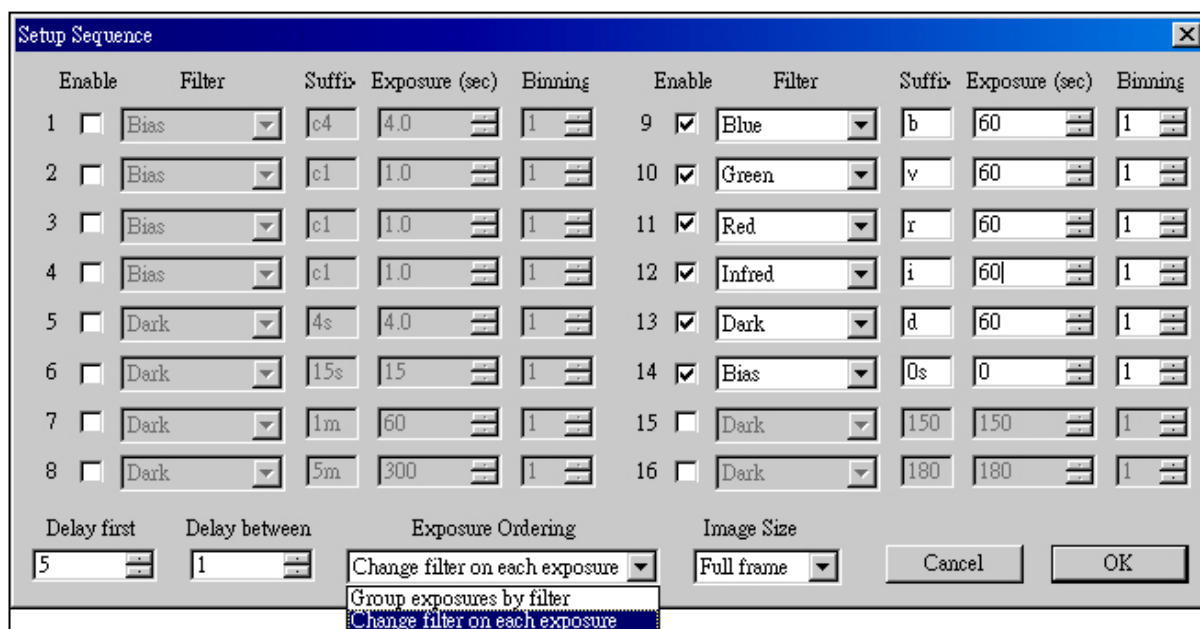 Setup Sequence
Enable Filter Suffix Exposure (sec) Binning Enable Filter Suffix Exposure (sec) Binning
1 Bias c4 4.0 1 9 Blue b 60 1
2 Bias c1 1.0 1 10 Green v 60 1
3 Bias c1 1.0 1 11 Red r 60 1
4 Bias c1 1.0 1 12 Infred i 60 1
5 Dark 4s 4.0 1 13 Dark d 60 1
6 Dark 15s 15 1 14 Bias 0s 0 1
7 Dark 1m 60 1 15 Dark 150 150 1
8 Dark 5m 300 1 16 Dark 180 180 1
Delay first Delay between Exposure Ordering Image Size
5 1 Change filter on each exposure Full frame Cancel OK
Group exposures by filter
Change filter on each exposure